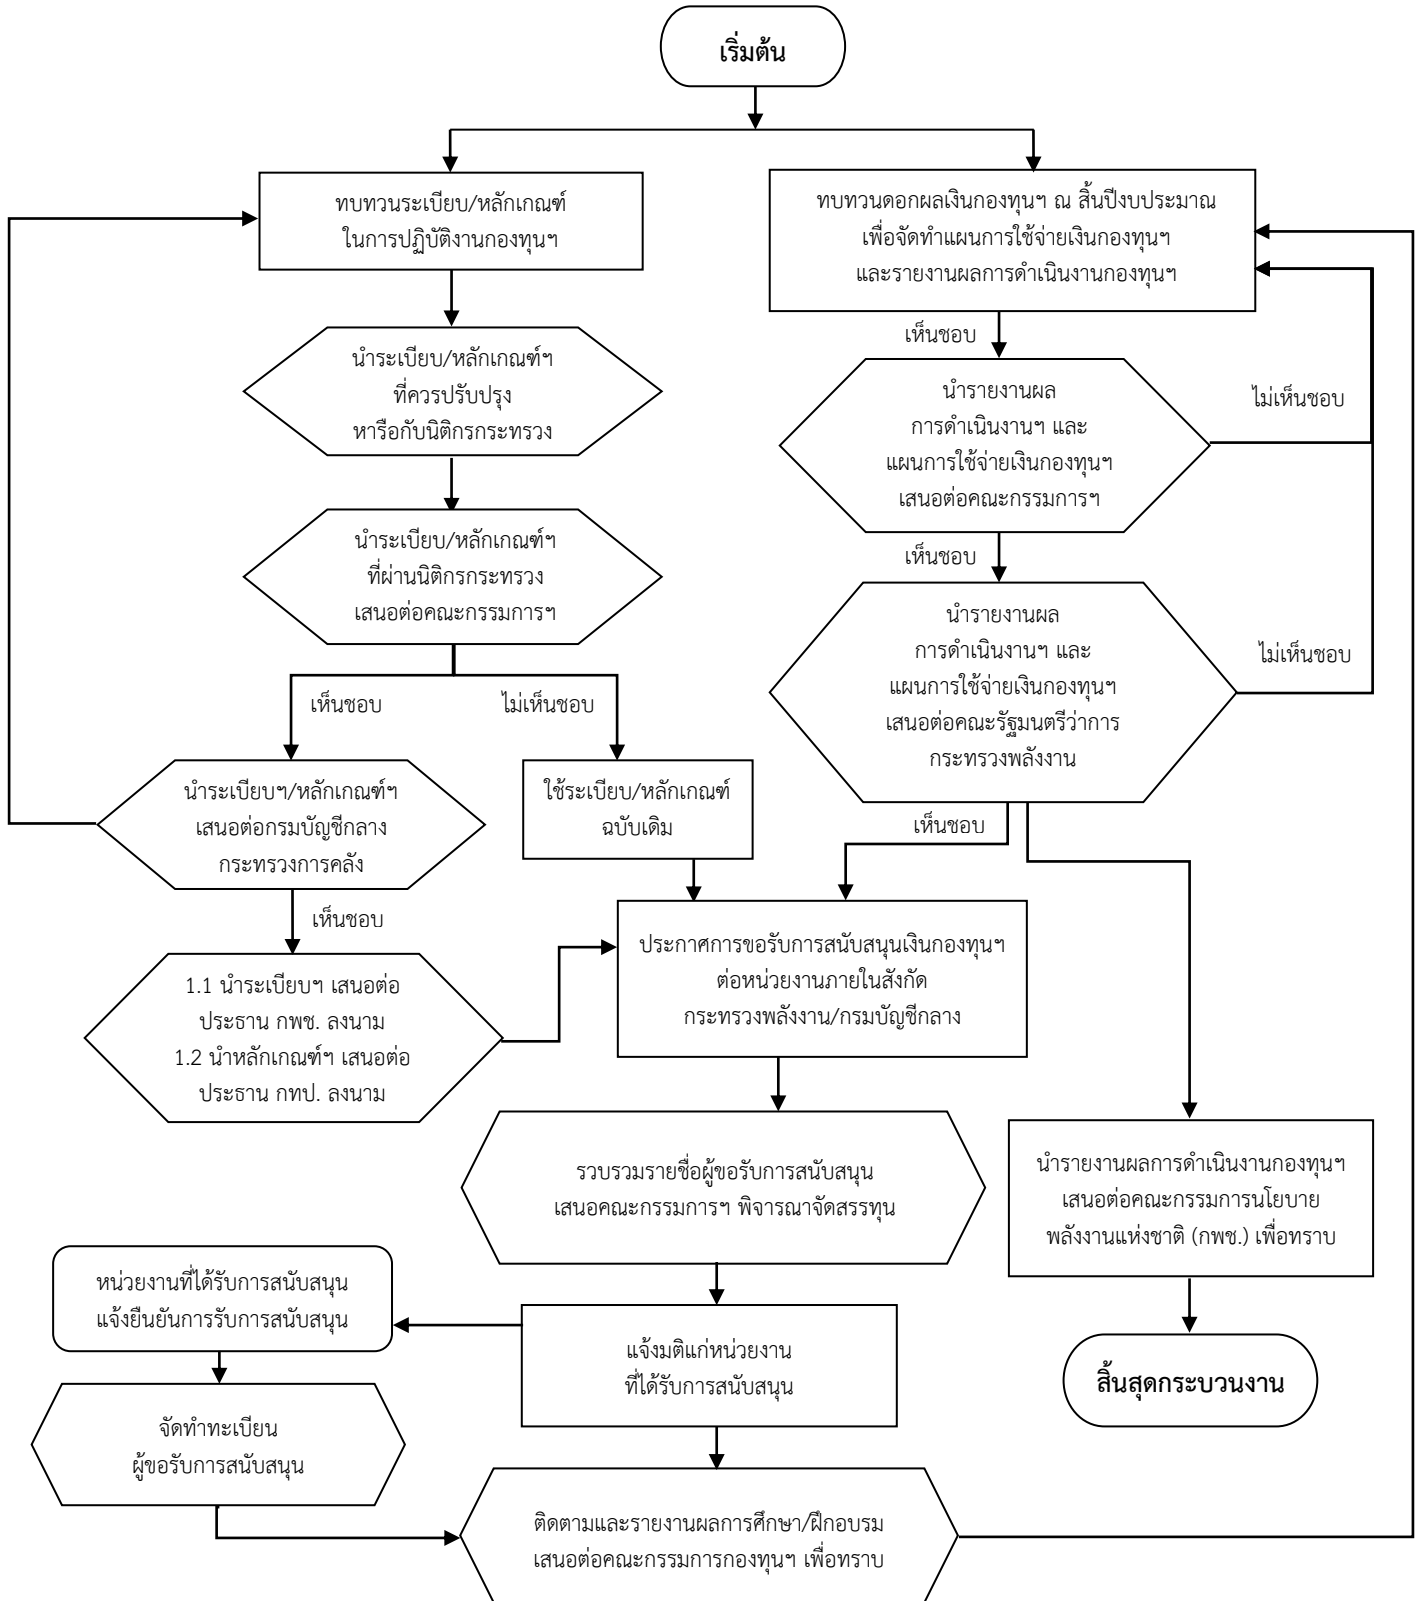 เริ่มต้น
ทบทวนระเบียบ/หลักเกณฑ์
ในการปฏิบัติงานกองทุนฯ
ทบทวนดอกผลเงินกองทุนฯ ณ สิ้นปีงบประมาณ
เพื่อจัดทำแผนการใช้จ่ายเงินกองทุนฯ
และรายงานผลการดำเนินงานกองทุนฯ
เห็นชอบ
นำระเบียบ/หลักเกณฑ์ฯ
ที่ควรปรับปรุง
หารือกับนิติกรกระทรวง
นำรายงานผล
การดำเนินงานฯ และ
แผนการใช้จ่ายเงินกองทุนฯ
เสนอต่อคณะกรรมการฯ
ไม่เห็นชอบ
เห็นชอบ
นำระเบียบ/หลักเกณฑ์ฯ
ที่ผ่านนิติกรกระทรวง
เสนอต่อคณะกรรมการฯ
นำรายงานผล
การดำเนินงานฯ และ
แผนการใช้จ่ายเงินกองทุนฯ
เสนอต่อคณะรัฐมนตรีว่าการ
กระทรวงพลังงาน
ไม่เห็นชอบ
เห็นชอบ
ไม่เห็นชอบ
นำระเบียบฯ/หลักเกณฑ์ฯ
เสนอต่อกรมบัญชีกลาง
กระทรวงการคลัง
ใช้ระเบียบ/หลักเกณฑ์
ฉบับเดิม
เห็นชอบ
เห็นชอบ
1.1 นำระเบียบฯ เสนอต่อ
ประธาน กพช. ลงนาม
1.2 นำหลักเกณฑ์ฯ เสนอต่อ
ประธาน กทป. ลงนาม
ประกาศการขอรับการสนับสนุนเงินกองทุนฯ
ต่อหน่วยงานภายในสังกัด
กระทรวงพลังงาน/กรมบัญชีกลาง
รวบรวมรายชื่อผู้ขอรับการสนับสนุน
เสนอคณะกรรมการฯ พิจารณาจัดสรรทุน
นำรายงานผลการดำเนินงานกองทุนฯ
เสนอต่อคณะกรรมการนโยบาย
พลังงานแห่งชาติ (กพช.) เพื่อทราบ
หน่วยงานที่ได้รับการสนับสนุน
แจ้งยืนยันการรับการสนับสนุน
แจ้งมติแก่หน่วยงาน
ที่ได้รับการสนับสนุน
สิ้นสุดกระบวนงาน
จัดทำทะเบียน
ผู้ขอรับการสนับสนุน
ติดตามและรายงานผลการศึกษา/ฝึกอบรม
เสนอต่อคณะกรรมการกองทุนฯ เพื่อทราบ